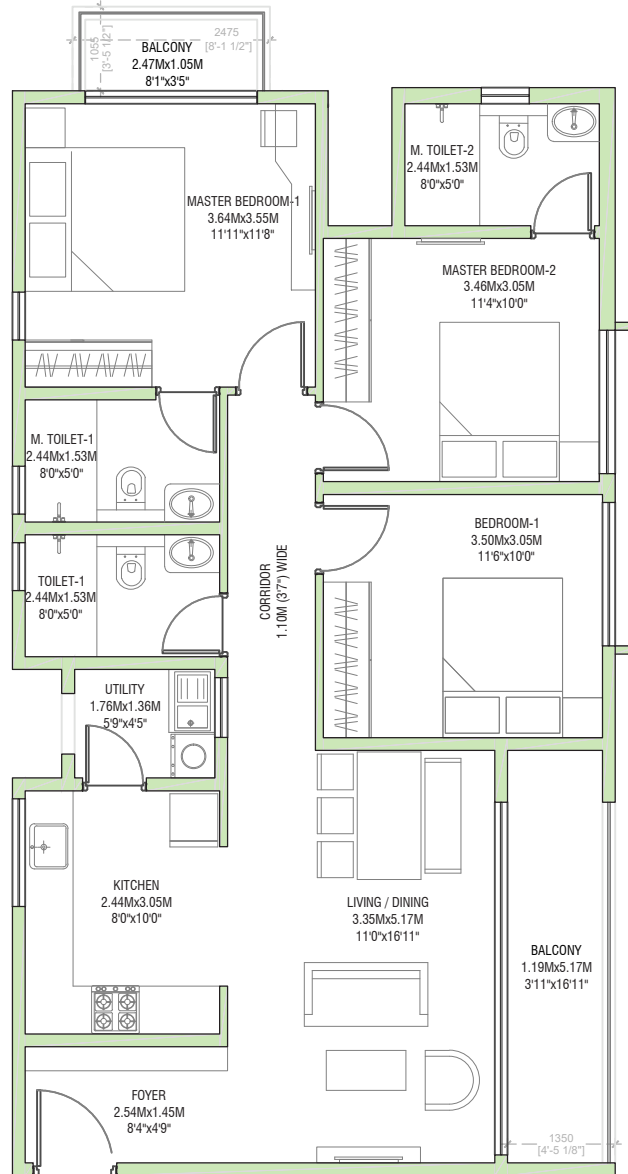 2475
[8'-1 1/2"]
1055
[3'-5 1/2"]
BALCONY
2.47Mx1.05M
8'1"x3'5"
M. TOILET-2
2.44Mx1.53M
8'0"x5'0"
MASTER BEDROOM-1
3.64Mx3.55M
11'11"x11'8"
MASTER BEDROOM-2
3.46Mx3.05M
11'4"x10'0"
M. TOILET-1
2.44Mx1.53M
8'0"x5'0"
BEDROOM-1
3.50Mx3.05M
11'6"x10'0"
TOILET-1
2.44Mx1.53M
8'0"x5'0"
CORRIDOR
1.10M (3'7") WIDE
UTILITY
1.76Mx1.36M
5'9"x4'5"
KITCHEN
2.44Mx3.05M
8'0"x10'0"
LIVING / DINING
3.35Mx5.17M
11'0"x16'11"
BALCONY
1.19Mx5.17M
3'11"x16'11"
FOYER
2.54Mx1.45M
8'4"x4'9"
1350
[4'-5 1/8"]